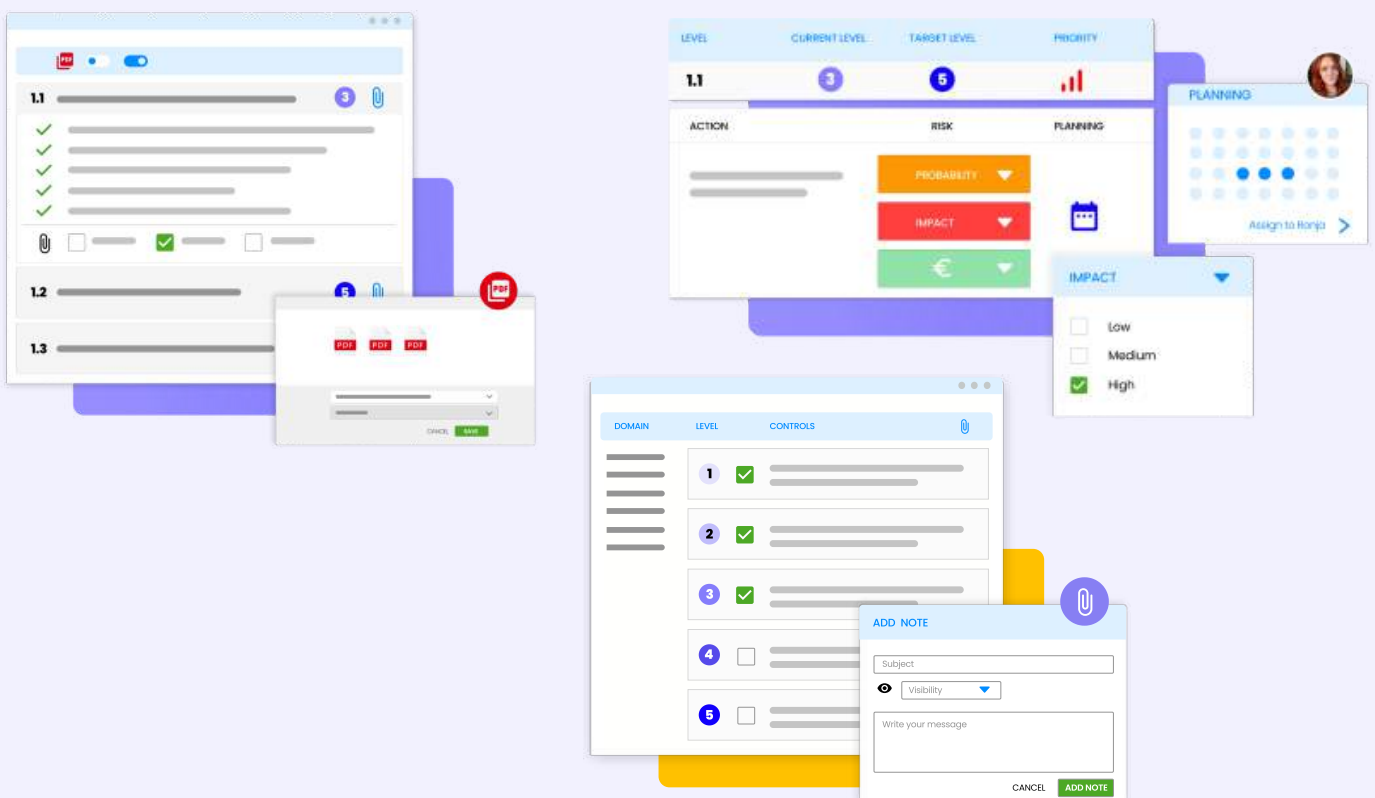 PDF
1.1
3
1.2
5
1.3
PDF
PDF
PDF
PDF
CANCEL
SAVE
LEVEL
CURRENT LEVEL
TARGET LEVEL
PRIORITY
1.1
3
5
ACTION
RISK
PLANNING
PROBABILITY
IMPACT
€
PLANNING
Assign to Ronja
IMPACT
Low
Medium
High
DOMAIN
LEVEL
CONTROLS
1
2
3
4
5
ADD NOTE
Subject
Visibility
Write your message
CANCEL
ADD NOTE